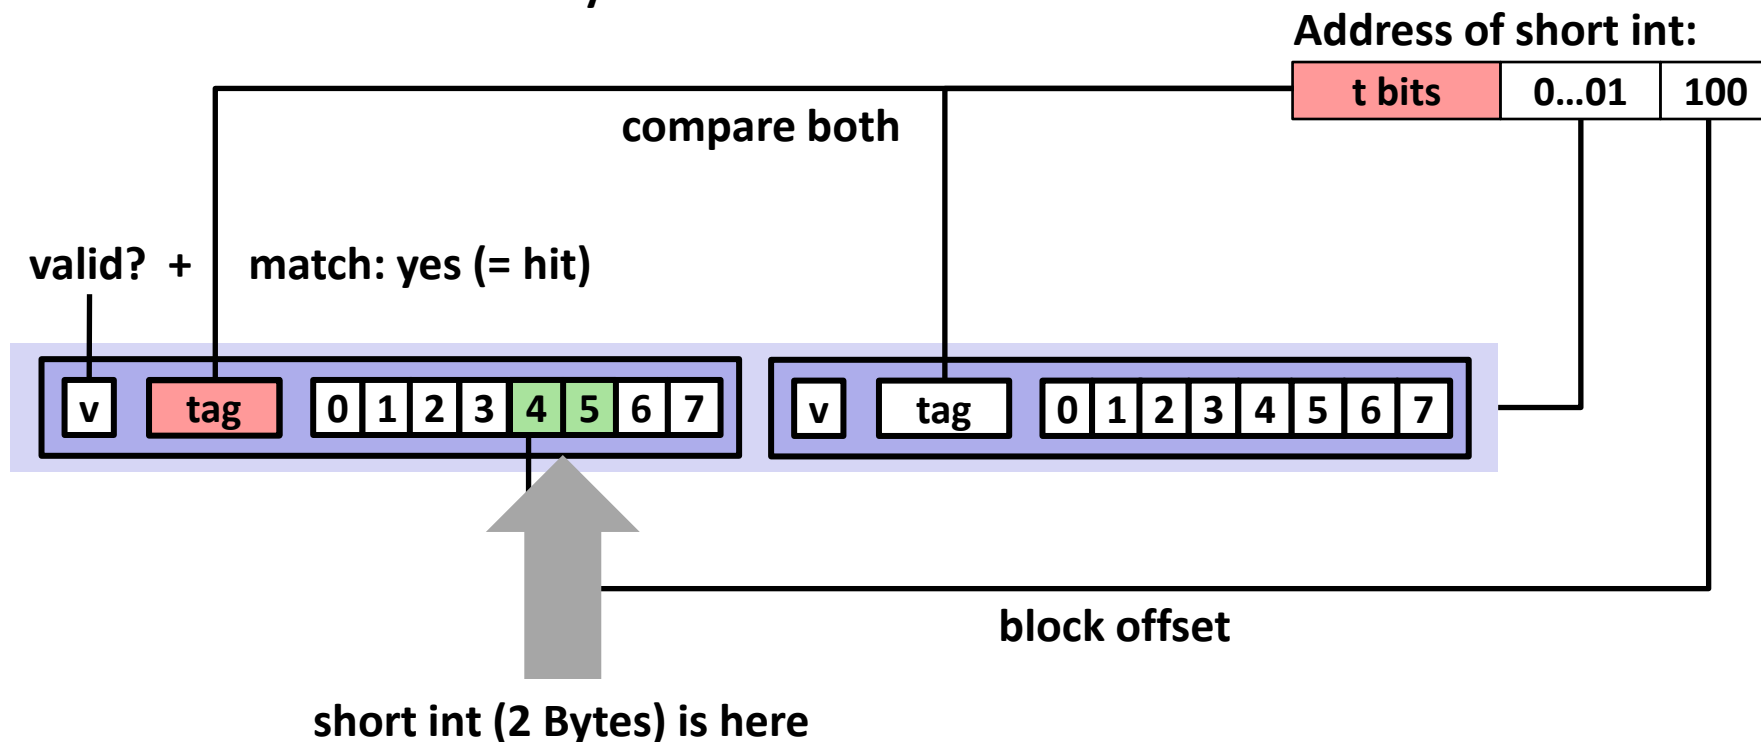 Address of short int:
t bits 0...01 100
compare both
valid? + match: yes (= hit)
v tag 0 1 2 3 4 5 6 7 v tag 0 1 2 3 4 5 6 7
block offset
short int (2 Bytes) is here